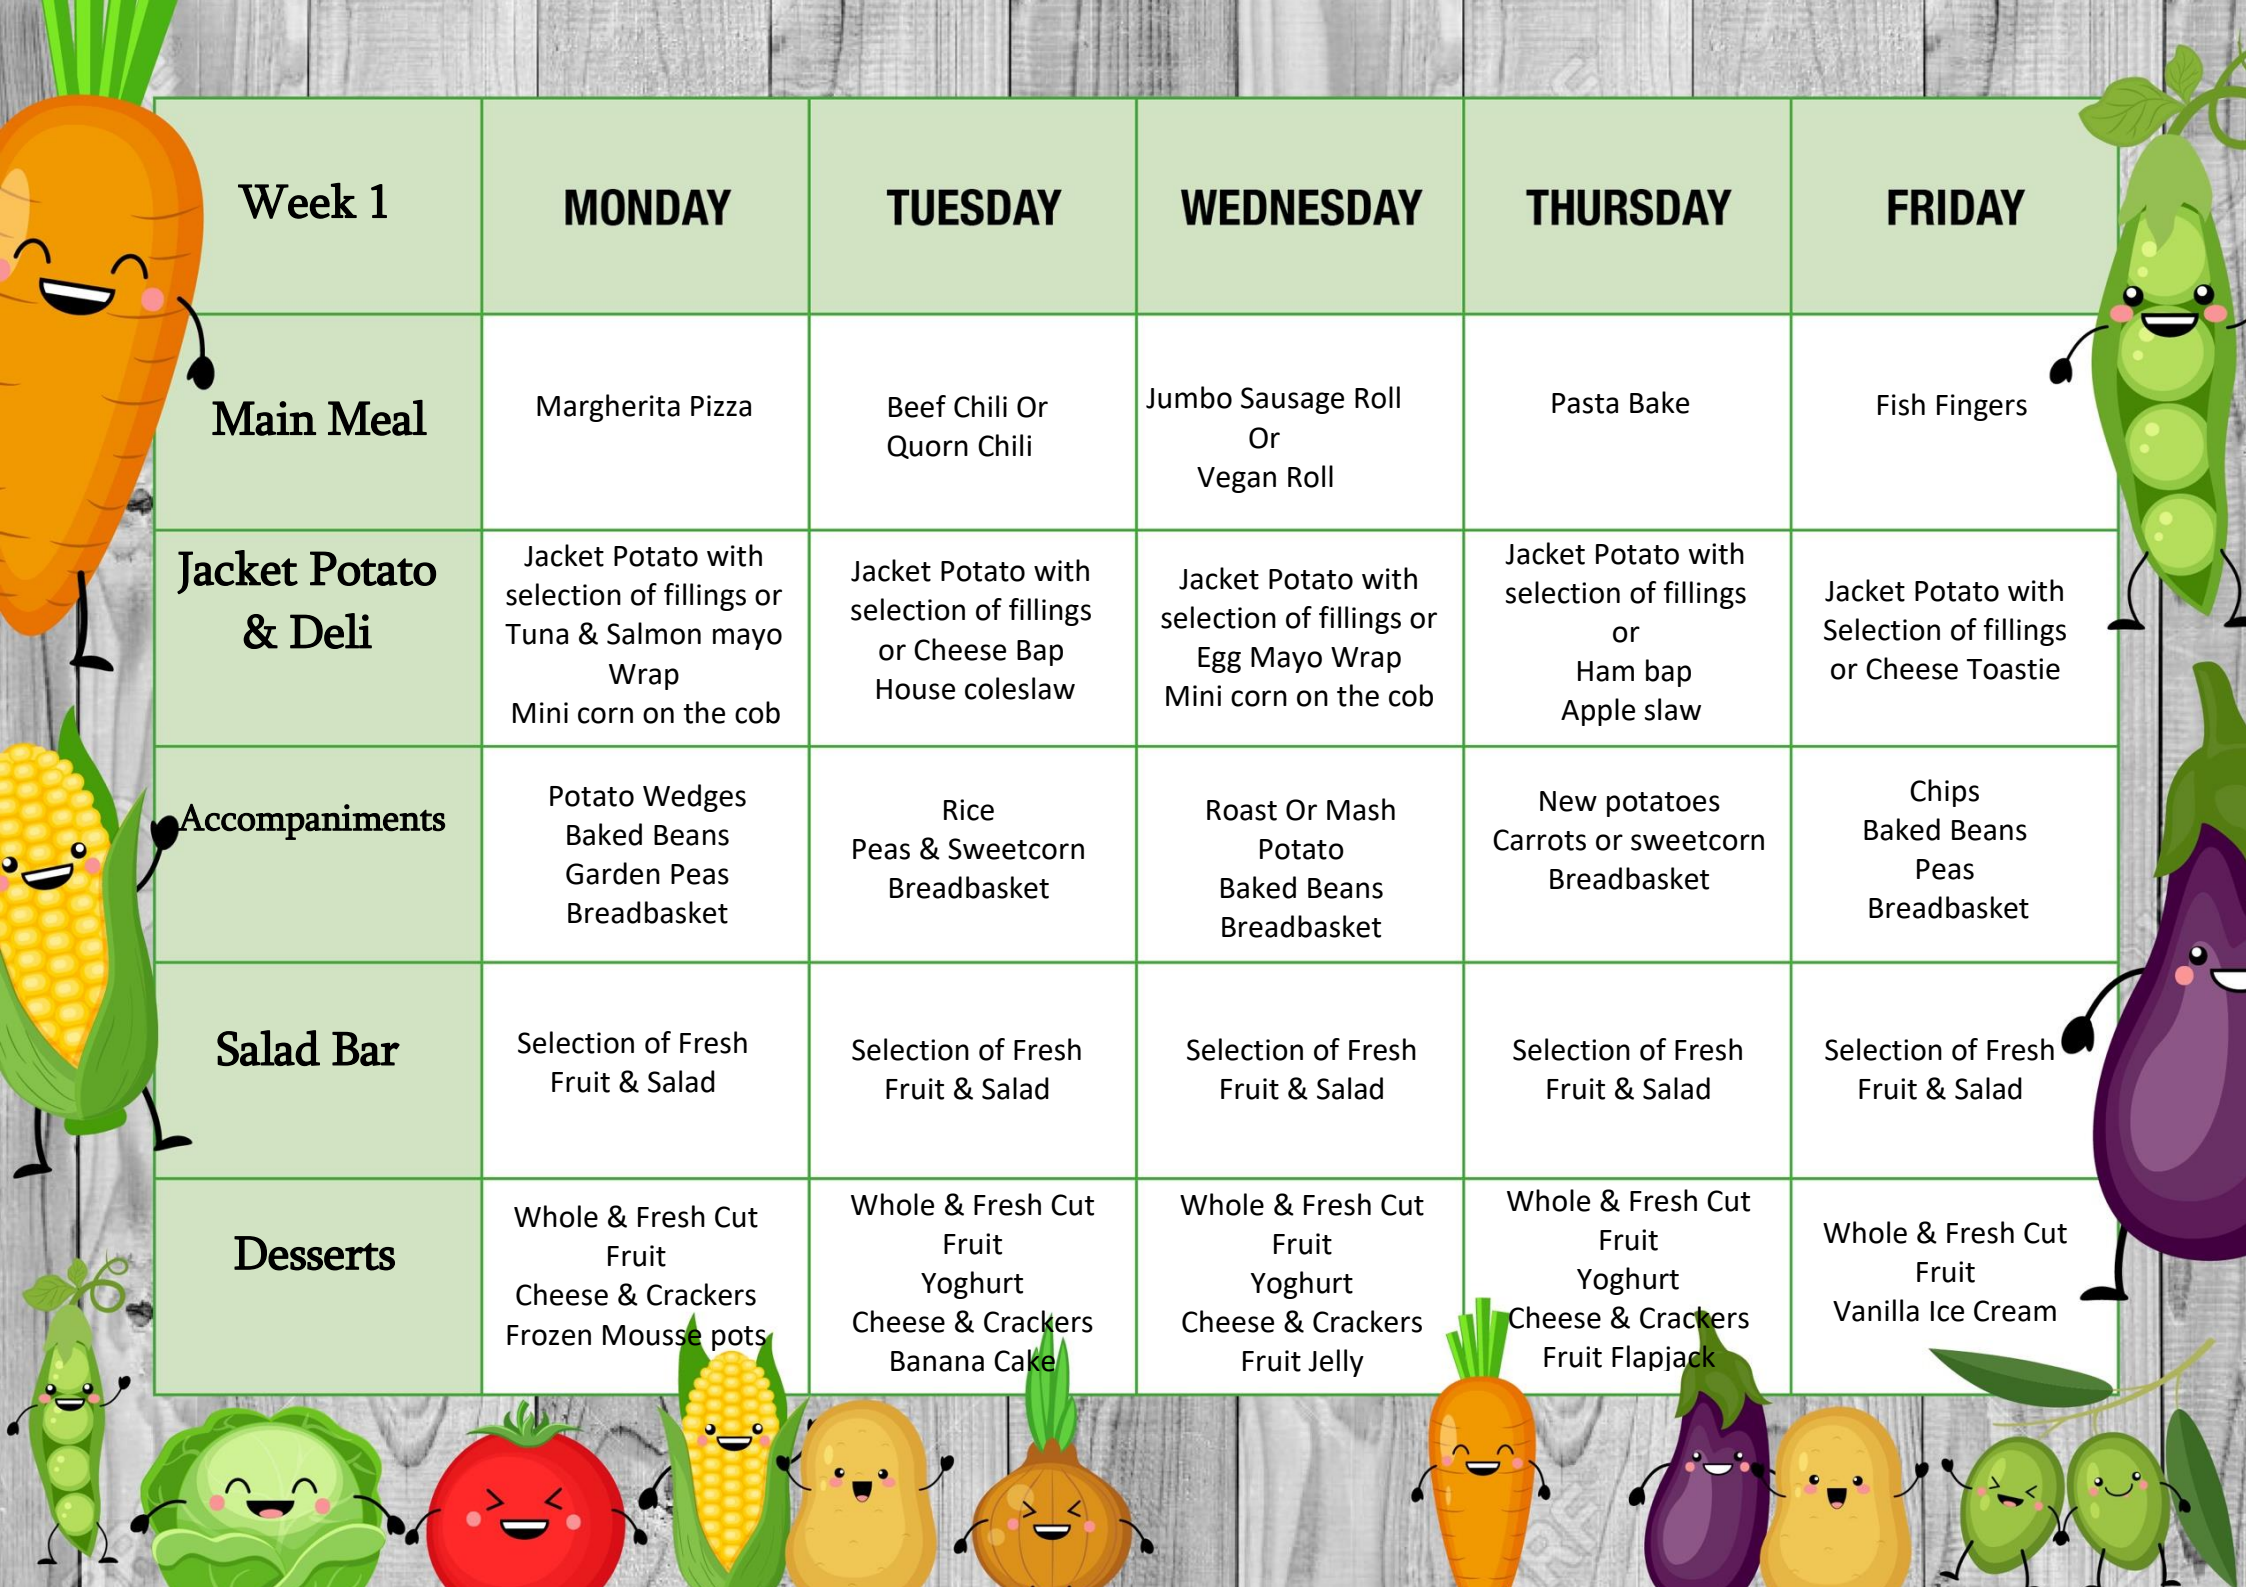 Week 1
MONDAY
TUESDAY
WEDNESDAY
THURSDAY
FRIDAY
Main Meal
Margherita Pizza
Beef Chili Or
Quorn Chili
Jumbo Sausage Roll
Or
Vegan Roll
Pasta Bake
Fish Fingers
Jacket Potato
& Deli
Jacket Potato with
selection of fillings or
Tuna & Salmon mayo
Wrap
Mini corn on the cob
Jacket Potato with
selection of fillings
or Cheese Bap
House coleslaw
Jacket Potato with
selection of fillings or
Egg Mayo Wrap
Mini corn on the cob
Jacket Potato with
selection of fillings
or
Ham bap
Apple slaw
Jacket Potato with
Selection of fillings
or Cheese Toastie
Accompaniments
Potato Wedges
Baked Beans
Garden Peas
Breadbasket
Rice
Peas & Sweetcorn
Breadbasket
Roast Or Mash
Potato
Baked Beans
Breadbasket
New potatoes
Carrots or sweetcorn
Breadbasket
Chips
Baked Beans
Peas
Breadbasket
Salad Bar
Selection of Fresh
Fruit & Salad
Selection of Fresh
Fruit & Salad
Selection of Fresh
Fruit & Salad
Selection of Fresh
Fruit & Salad
Selection of Fresh
Fruit & Salad
Desserts
Whole & Fresh Cut
Fruit
Cheese & Crackers
Frozen Mousse pots
Whole & Fresh Cut
Fruit
Yoghurt
Cheese & Crackers
Banana Cake
Whole & Fresh Cut
Fruit
Yoghurt
Cheese & Crackers
Fruit Jelly
Whole & Fresh Cut
Fruit
Yoghurt
Cheese & Crackers
Fruit Flapjack
Whole & Fresh Cut
Fruit
Vanilla Ice Cream